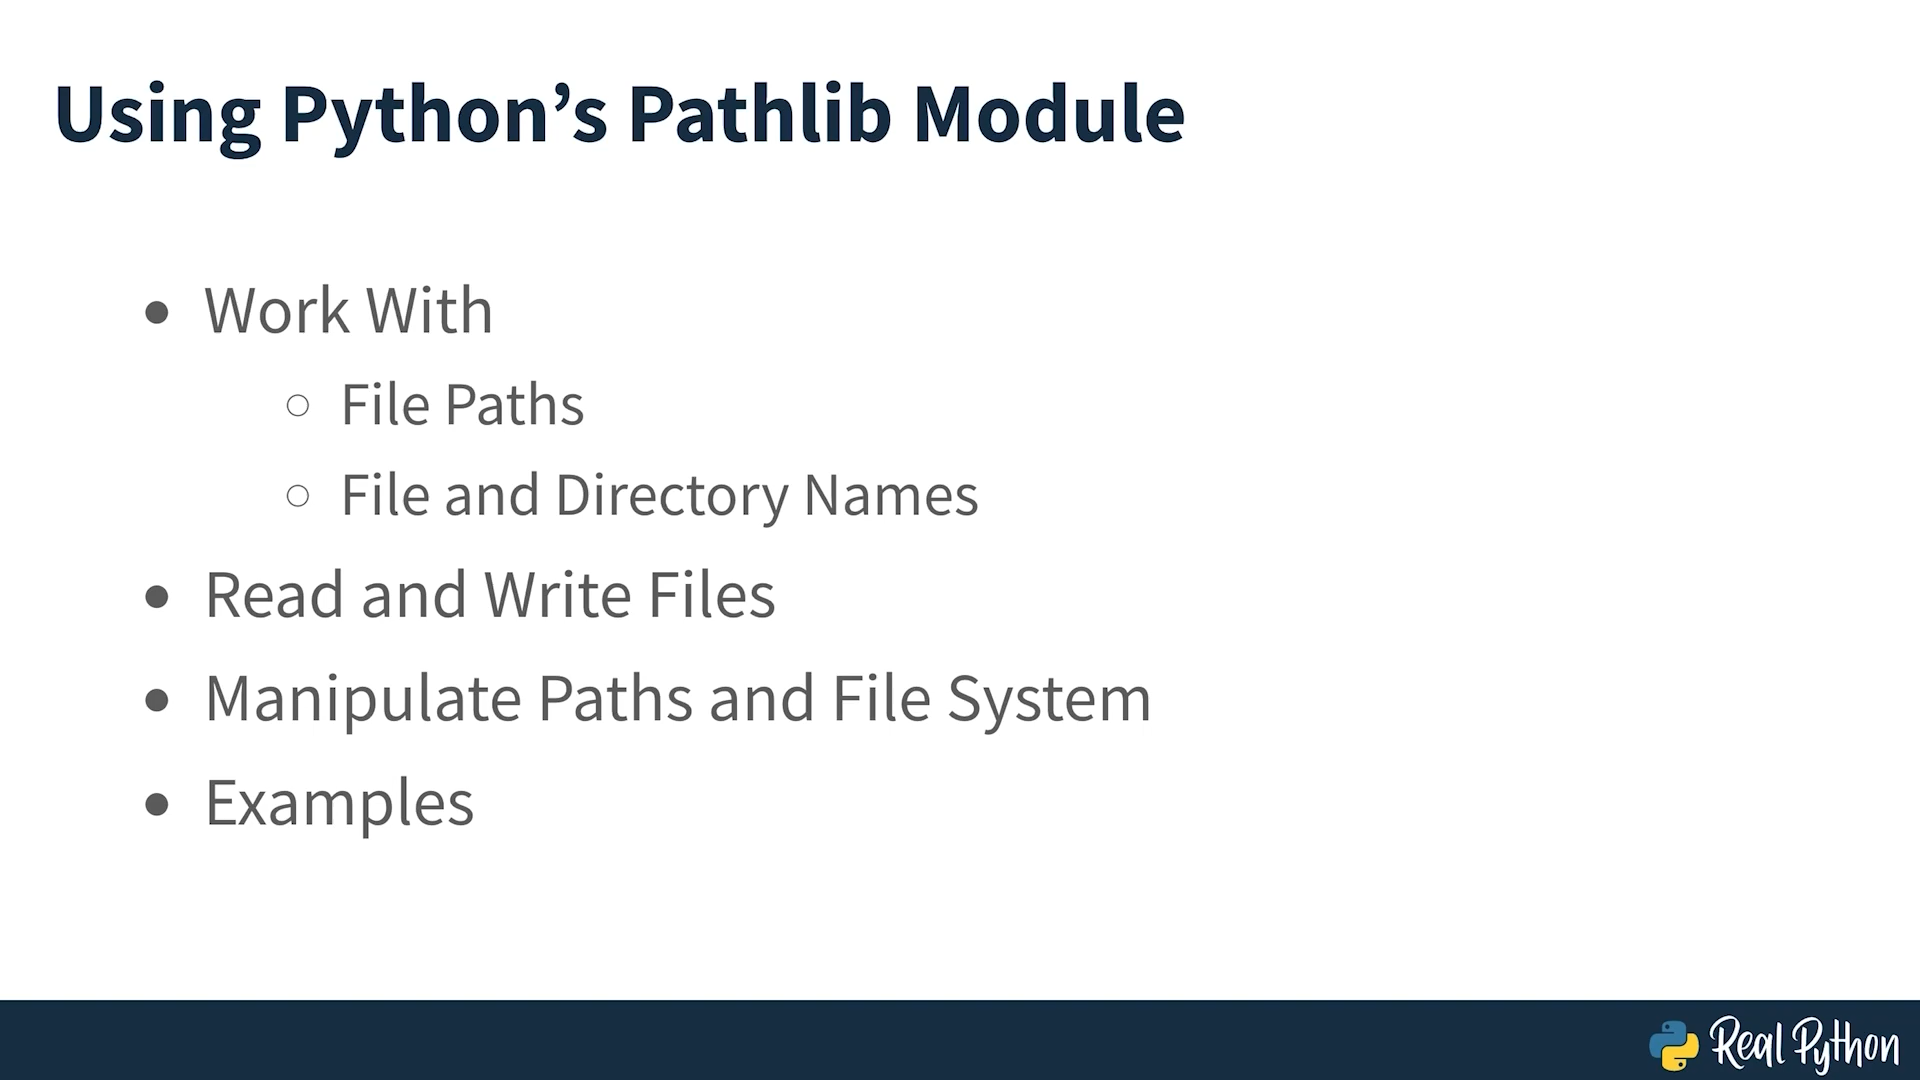 Using Python’s Pathlib Module
● Work With
○ File Paths
○ File and Directory Names
● Read and Write Files
● Manipulate Paths and File System
● Examples
Real Python